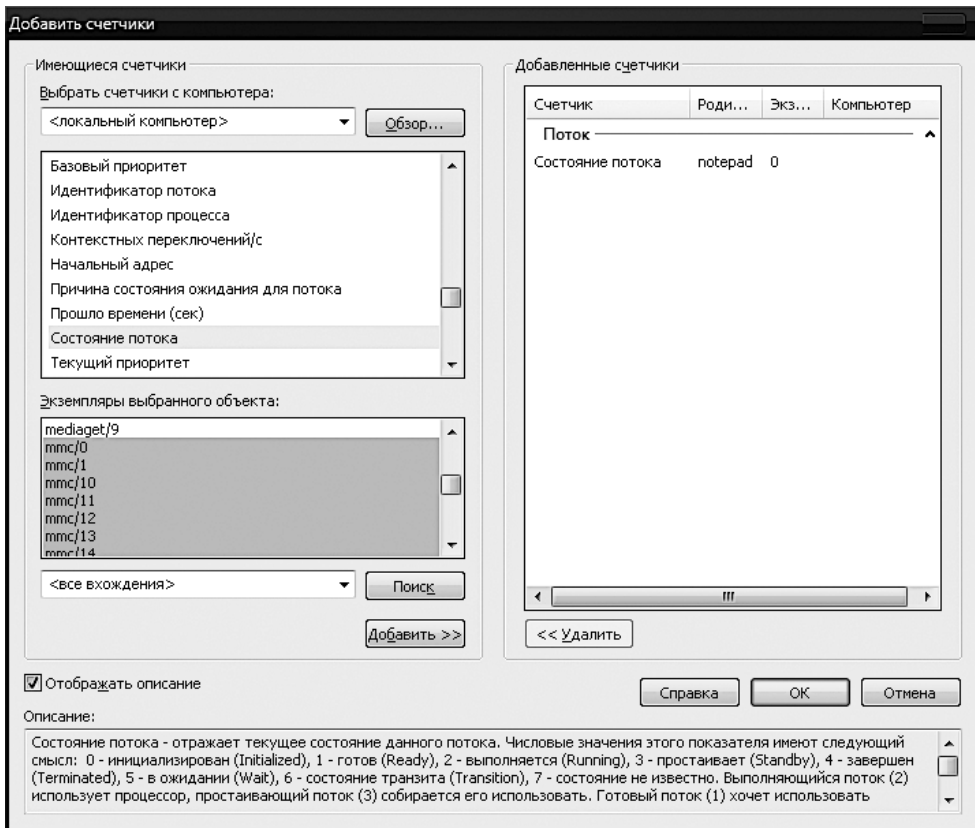 Добавить счетчики
Имеющиеся счетчики
Выбрать счетчики с компьютера:
<локальный компьютер>
Обзор...
Базовый приоритет
Идентификатор потока
Идентификатор процесса
Контекстных переключений/с
Начальный адрес
Причина состояния ожидания для потока
Прошло времени (сек)
Состояние потока
Текущий приоритет
Экземпляры выбранного объекта:
mediaget/9
mmc/0
mmc/1
mmc/10
mmc/11
mmc/12
mmc/13
mmc/14
<все вхождения>
Поиск
Добавить >>
Добавленные счетчики
Счетчик Роди... Экз... Компьютер
Поток
Состояние потока notepad 0
<< Удалить
Отображать описание
Справка
ОК
Отмена
Описание:
Состояние потока - отражает текущее состояние данного потока. Числовые значения этого показателя имеют следующий
смысл: 0 - инициализирован (Initialized), 1 - готов (Ready), 2 - выполняется (Running), 3 - простаивает (Standby), 4 - завершен
(Terminated), 5 - в ожидании (Wait), 6 - состояние транзита (Transition), 7 - состояние не известно. Выполняющийся поток (2)
использует процессор, простаивающий поток (3) собирается его использовать. Готовый поток (1) хочет использовать